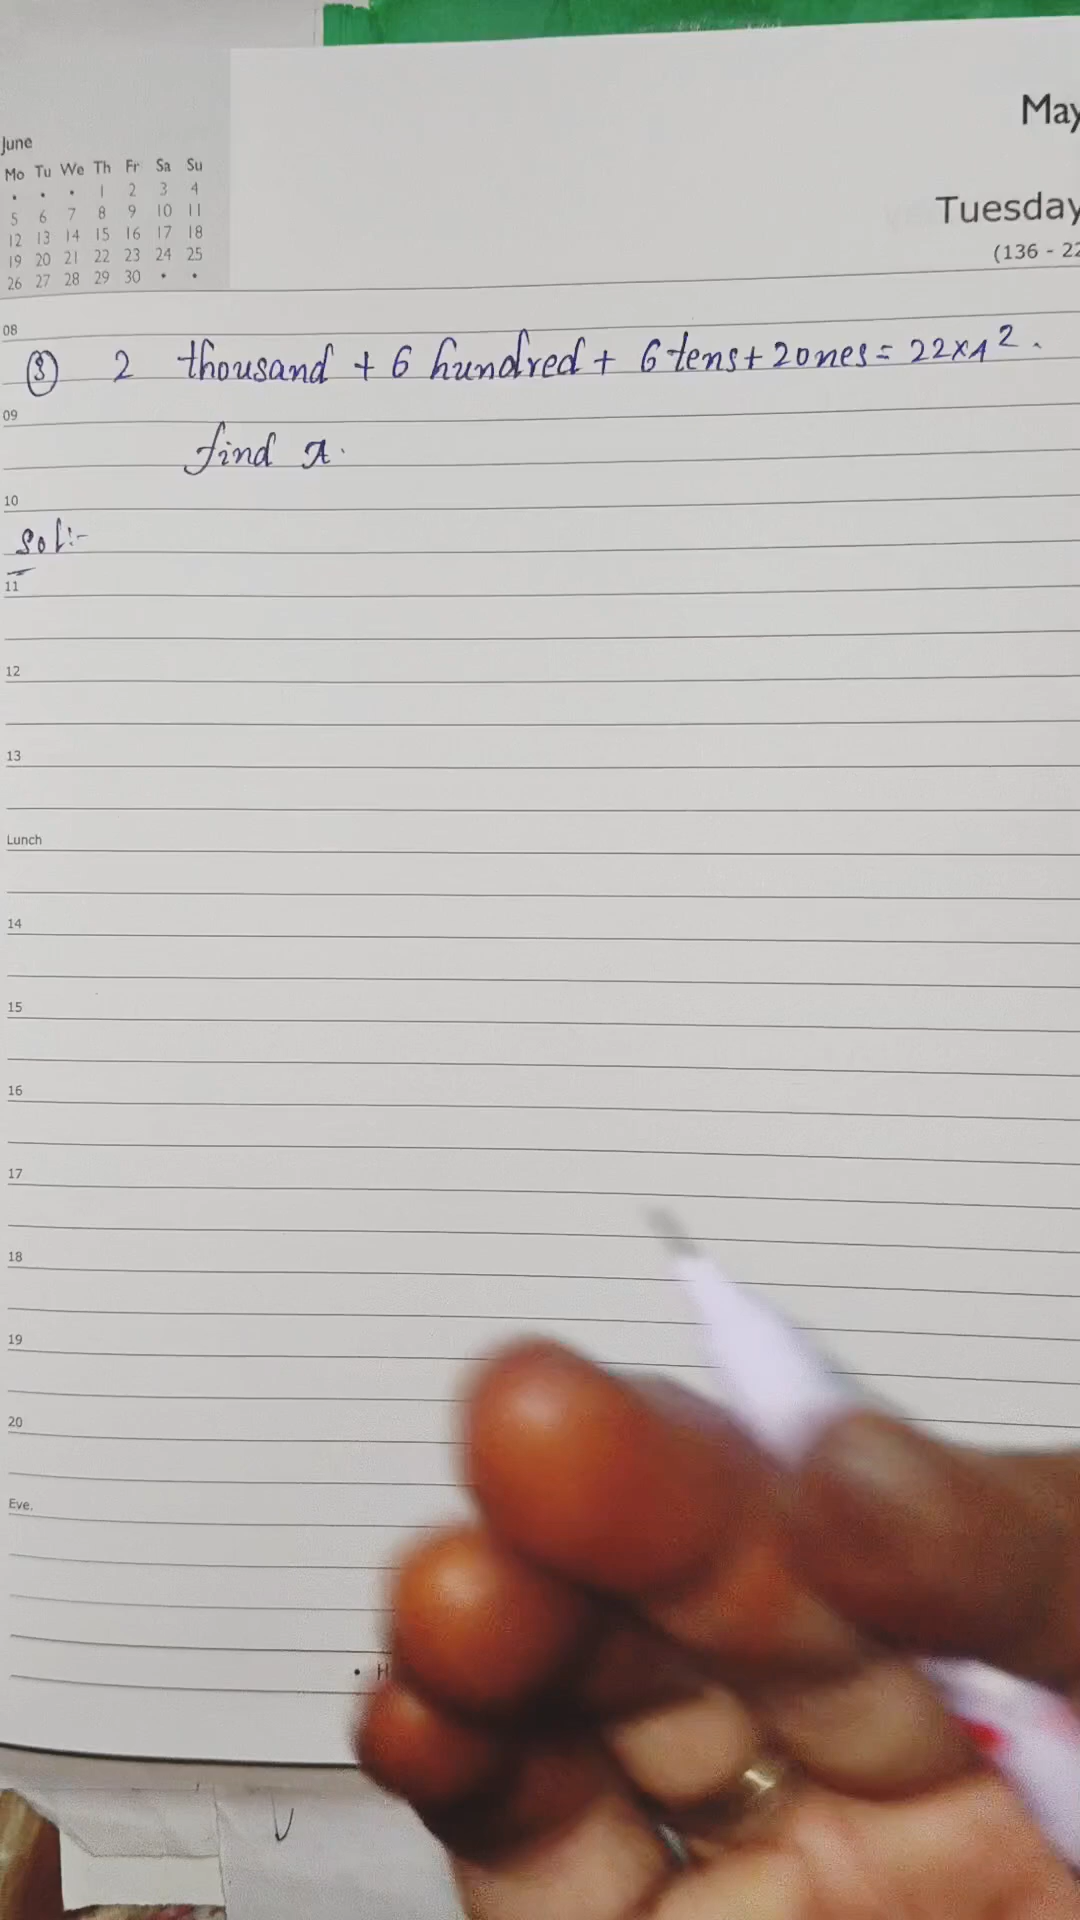 May
June
Mo Tu We Th Fr Sa Su
• • • 1 2 3 4
5 6 7 8 9 10 11
12 13 14 15 16 17 18
19 20 21 22 23 24 25
26 27 28 29 30 • •
Tuesday
(136 - 22
08
(3) 2 thousand + 6 hundred + 6 tens + 2 ones = 22 × A².
09
find A.
10
Sol:-
11
12
13
Lunch
14
15
16
17
18
19
20
Eve.
• H